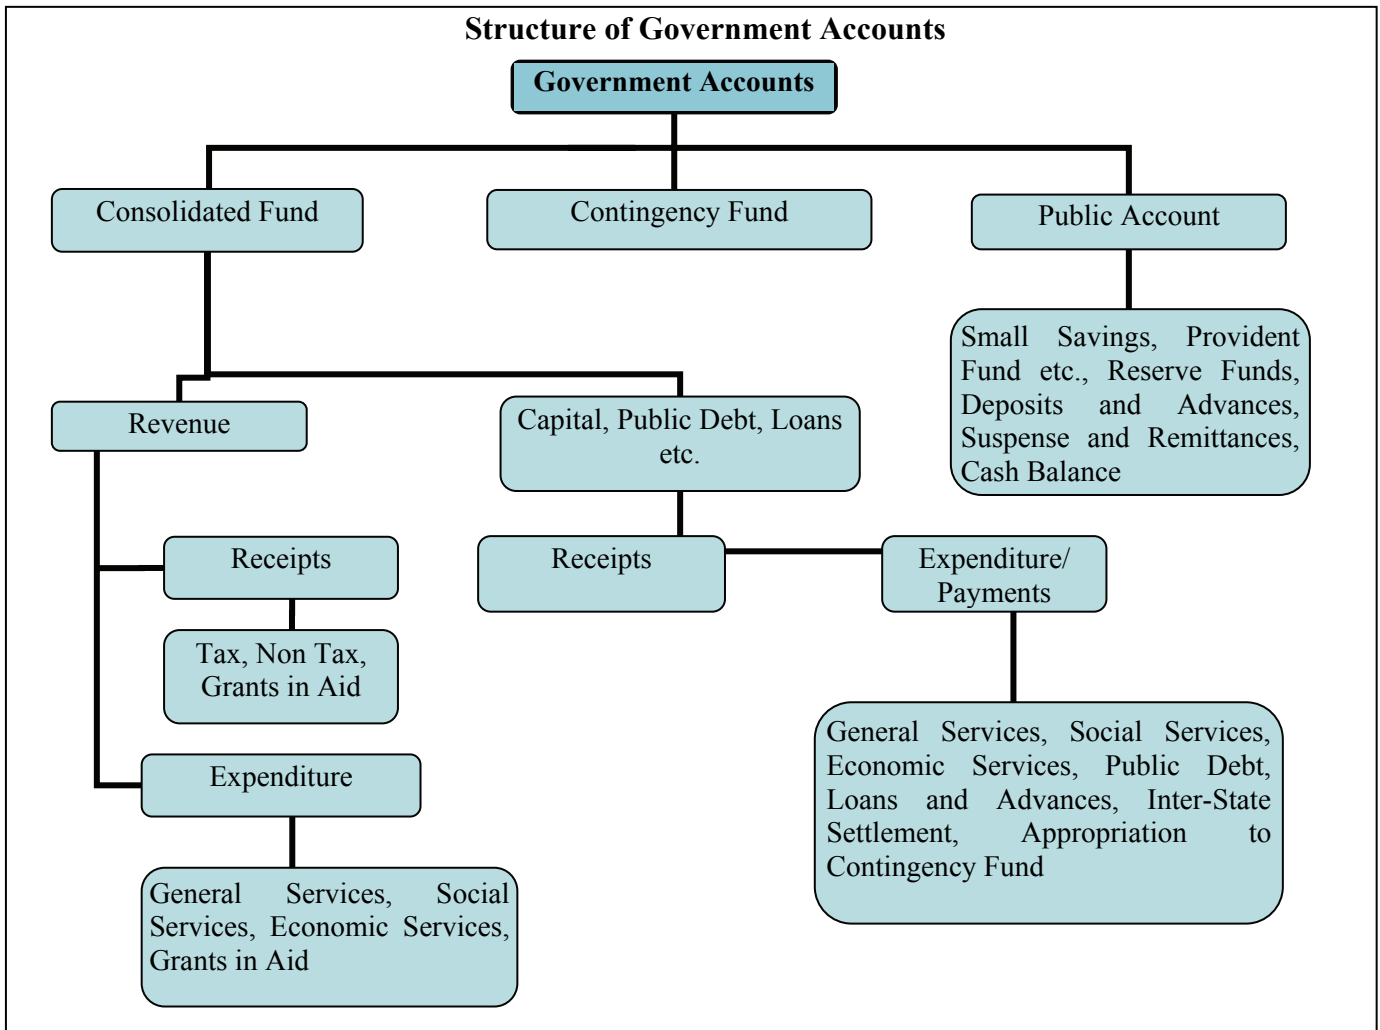 Structure of Government Accounts
Government Accounts
Consolidated Fund
Contingency Fund
Public Account
Small Savings, Provident
Fund etc., Reserve Funds,
Deposits and Advances,
Suspense and Remittances,
Cash Balance
Revenue
Capital, Public Debt, Loans
etc.
Receipts
Receipts
Expenditure/
Payments
Tax, Non Tax,
Grants in Aid
General Services, Social Services,
Economic Services, Public Debt,
Loans and Advances, Inter-State
Settlement, Appropriation to
Contingency Fund
Expenditure
General Services, Social
Services, Economic Services,
Grants in Aid